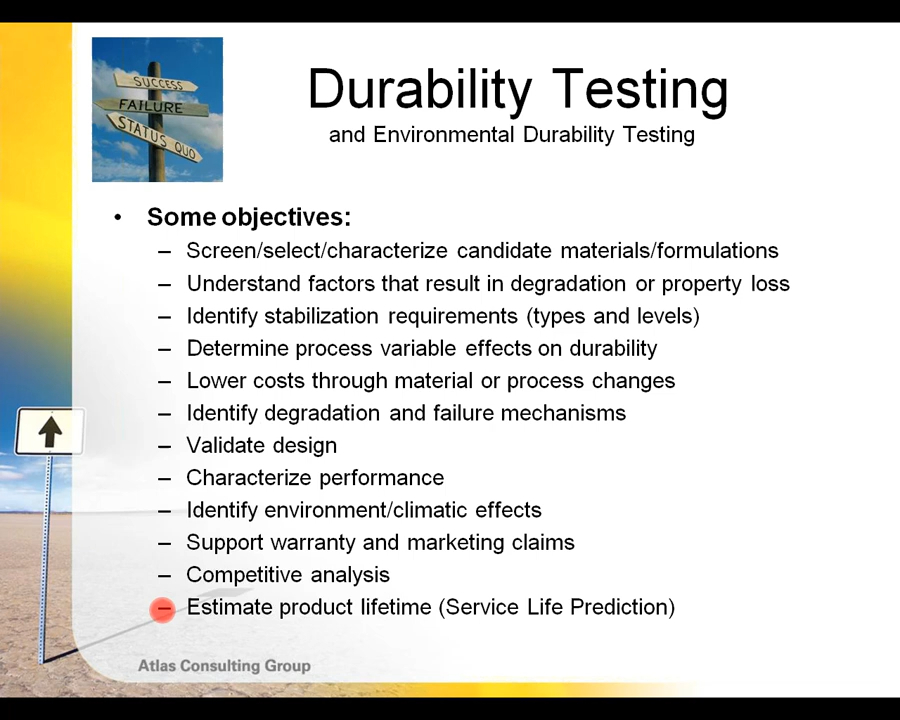 SUCCESS
FAILURE
STATUS QUO
Durability Testing
and Environmental Durability Testing
• Some objectives:
– Screen/select/characterize candidate materials/formulations
– Understand factors that result in degradation or property loss
– Identify stabilization requirements (types and levels)
– Determine process variable effects on durability
– Lower costs through material or process changes
– Identify degradation and failure mechanisms
– Validate design
– Characterize performance
– Identify environment/climatic effects
– Support warranty and marketing claims
– Competitive analysis
– Estimate product lifetime (Service Life Prediction)
Atlas Consulting Group